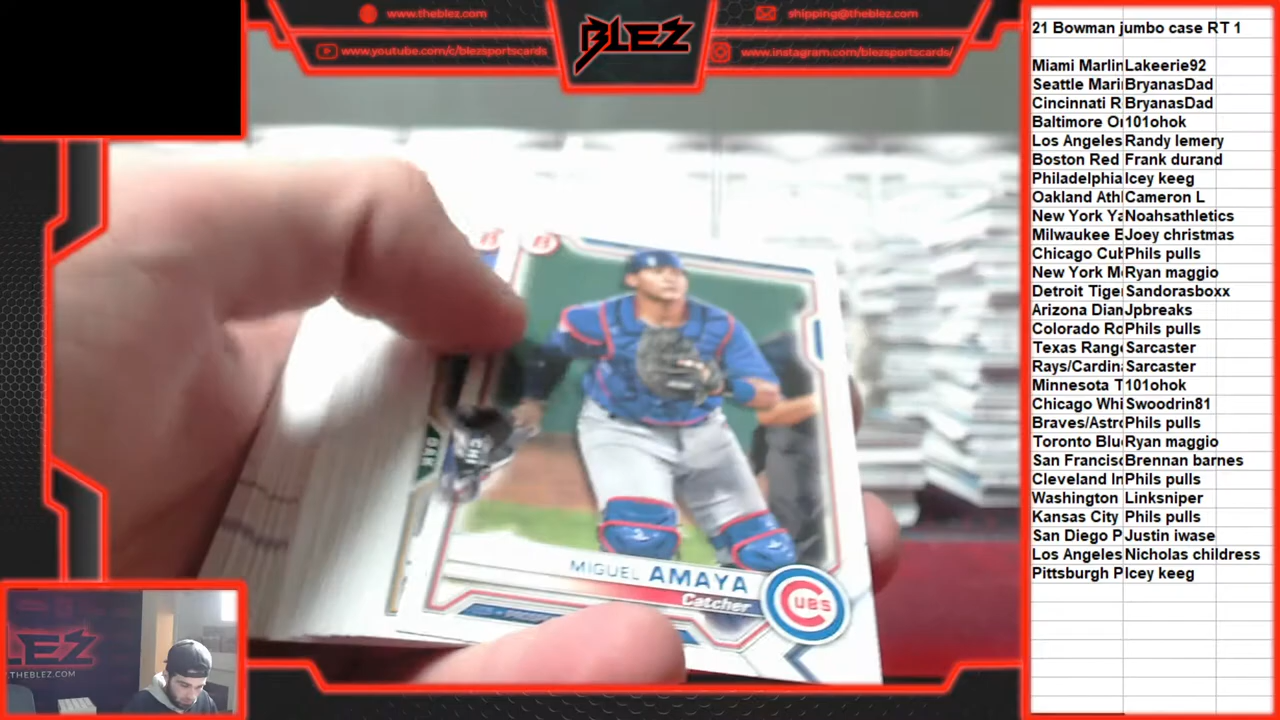 www.theblez.com
shipping@theblez.com
www.youtube.com/c/blezsportscards
www.instagram.com/blezsportscards/
BLEZ
21 Bowman jumbo case RT 1
Miami Marlin Lakeerie92
Seattle Mari BryanasDad
Cincinnati R BryanasDad
Baltimore Or 101ohok
Los Angeles Randy lemery
Boston Red Frank durand
Philadelphia Icey keeg
Oakland Athl Cameron L
New York Ya Noahsathletics
Milwaukee B Joey christmas
Chicago Cub Phils pulls
New York Me Ryan maggio
Detroit Tige Sandorasboxx
Arizona Dian Jpbreaks
Colorado Ro Phils pulls
Texas Range Sarcaster
Rays/Cardin Sarcaster
Minnesota T 101ohok
Chicago Whi Swoodrin81
Braves/Astro Phils pulls
Toronto Blu Ryan maggio
San Francisc Brennan barnes
Cleveland In Phils pulls
Washington Linksniper
Kansas City Phils pulls
San Diego P Justin iwase
Los Angeles Nicholas childress
Pittsburgh P Icey keeg
B
B
OAK
MIGUEL AMAYA
Catcher
CUBS
LEZ
.THEBLEZ.COM